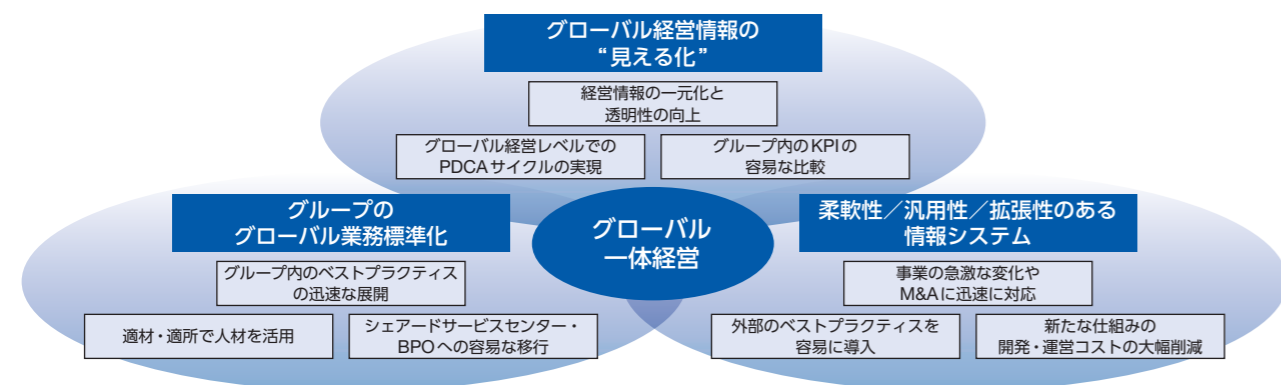 グローバル経営情報の
“見える化”
経営情報の一元化と
透明性の向上
グローバル経営レベルでの
PDCAサイクルの実現
グループ内のKPIの
容易な比較
グループの
グローバル業務標準化
グループ内のベストプラクティス
の迅速な展開
適材・適所で人材を活用
シェアードサービスセンター・
BPOへの容易な移行
グローバル
一体経営
柔軟性／汎用性／拡張性のある
情報システム
事業の急激な変化や
M&Aに迅速に対応
外部のベストプラクティスを
容易に導入
新たな仕組みの
開発・運営コストの大幅削減